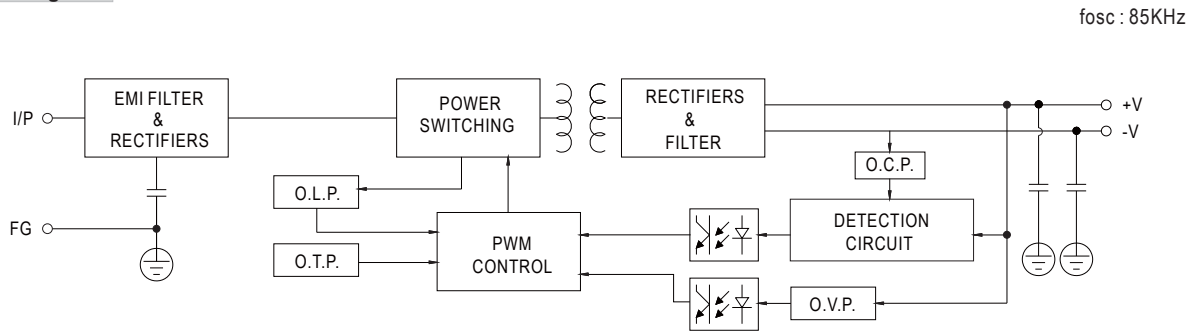 fosc : 85KHz
I/P
EMI FILTER
&
RECTIFIERS
POWER
SWITCHING
RECTIFIERS
&
FILTER
+V
-V
O.C.P.
O.L.P.
FG
PWM
CONTROL
DETECTION
CIRCUIT
O.T.P.
O.V.P.